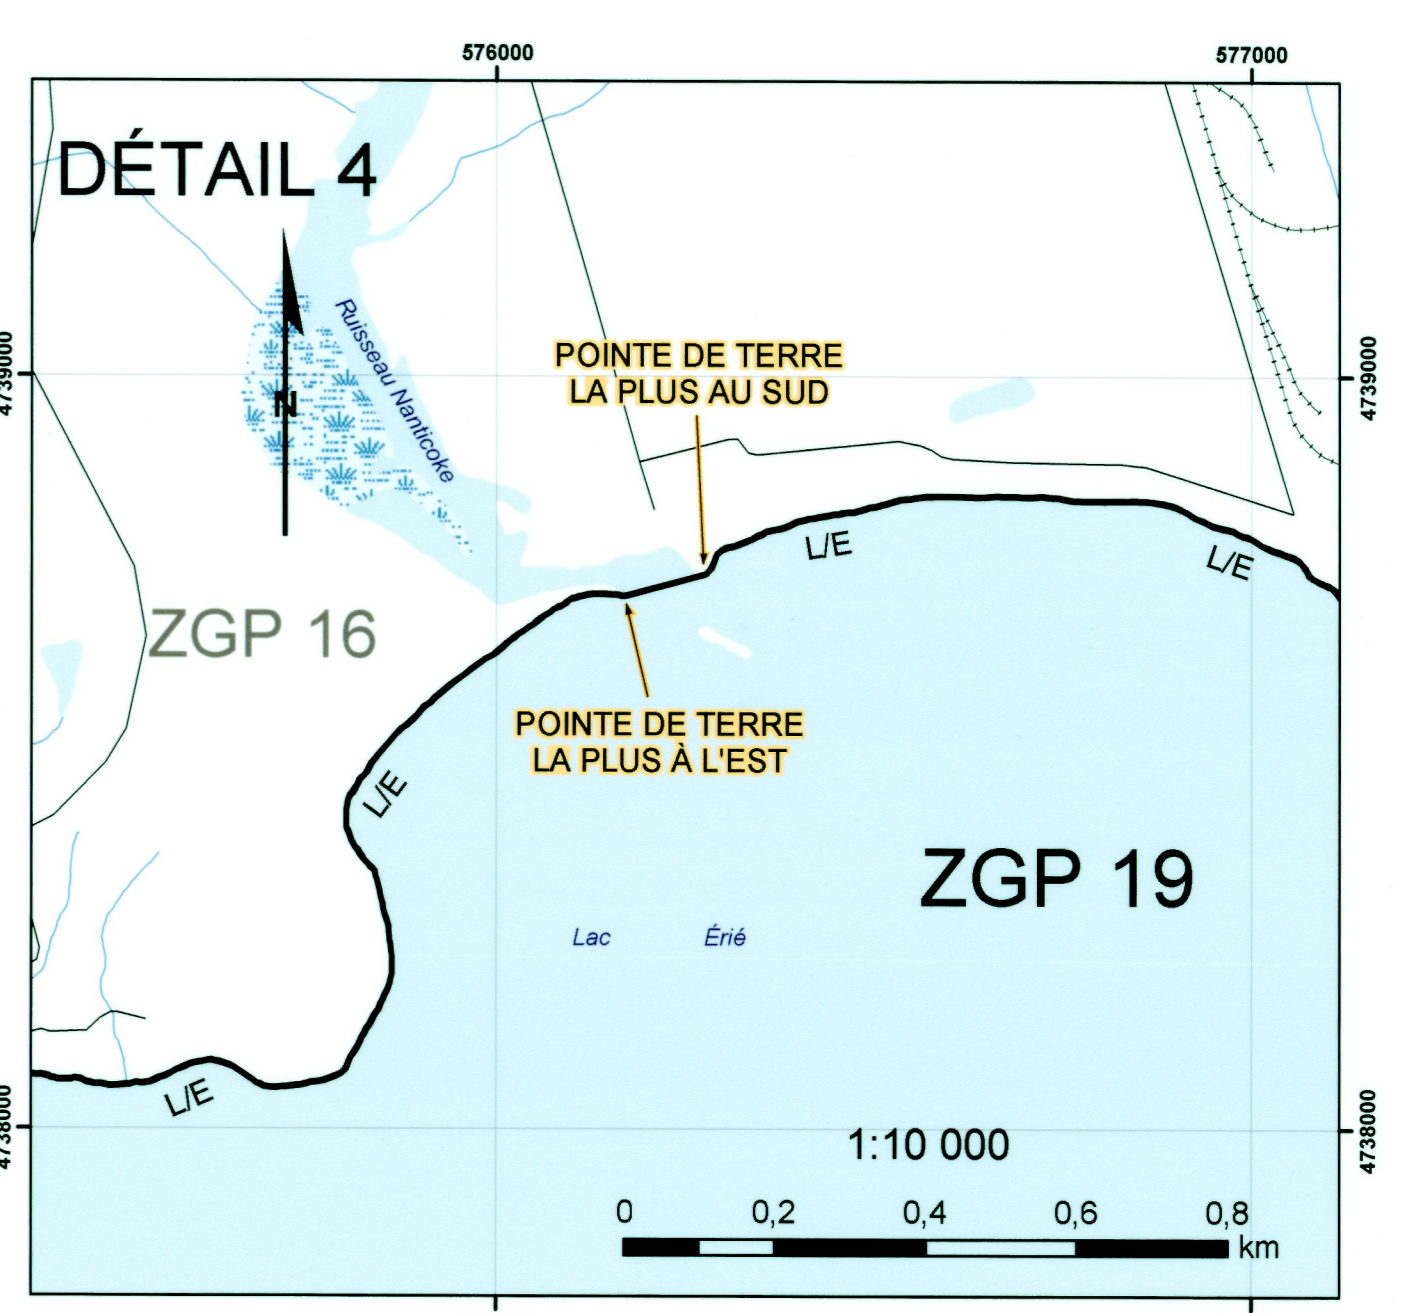 576000
577000
DÉTAIL 4
4739000
4739000
N
Ruisseau Nanticoke
POINTE DE TERRE
LA PLUS AU SUD
L/E
L/E
ZGP 16
POINTE DE TERRE
LA PLUS À L'EST
L/E
ZGP 19
Lac Érié
L/E
4738000
4738000
1:10 000
0 0,2 0,4 0,6 0,8
km